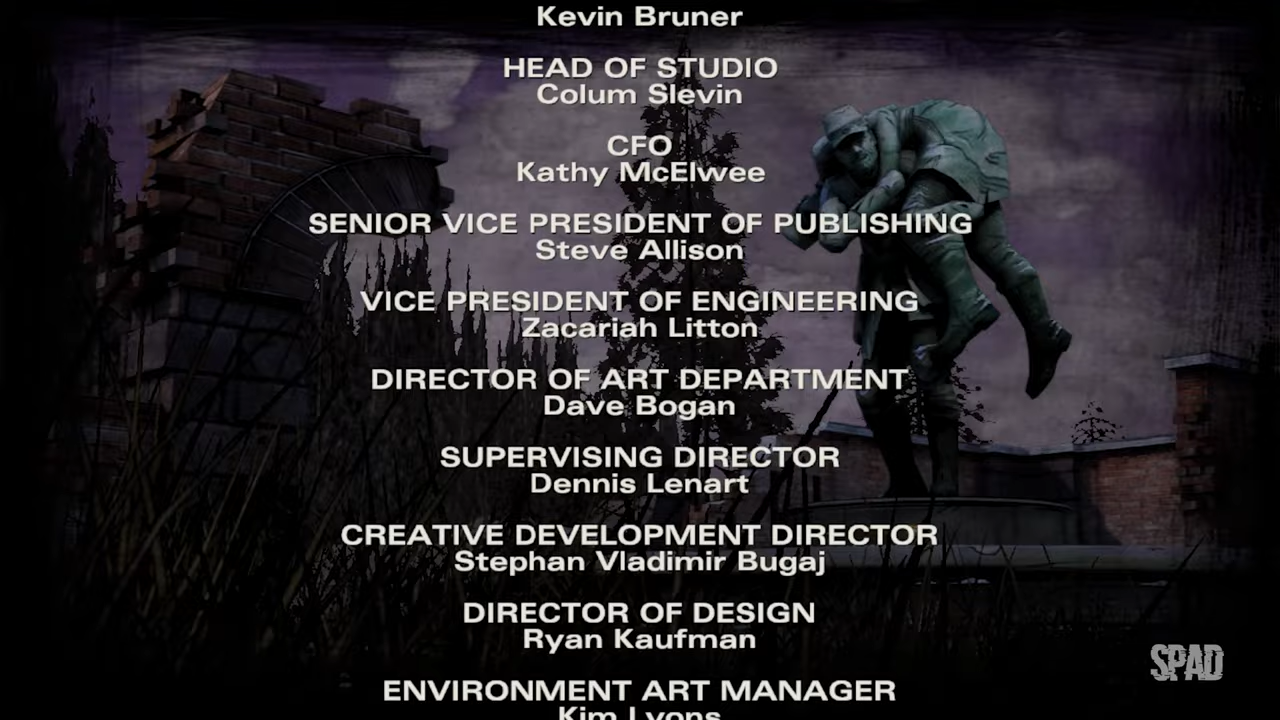 Kevin Bruner
HEAD OF STUDIO
Colum Slevin
CFO
Kathy McElwee
SENIOR VICE PRESIDENT OF PUBLISHING
Steve Allison
VICE PRESIDENT OF ENGINEERING
Zacariah Litton
DIRECTOR OF ART DEPARTMENT
Dave Bogan
SUPERVISING DIRECTOR
Dennis Lenart
CREATIVE DEVELOPMENT DIRECTOR
Stephan Vladimir Bugaj
DIRECTOR OF DESIGN
Ryan Kaufman
ENVIRONMENT ART MANAGER
Kim Lyons
SPAD